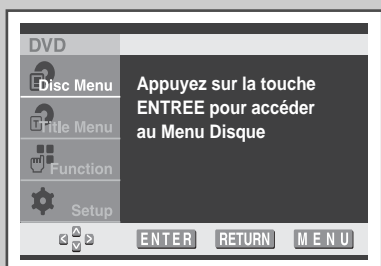 DVD
Disc Menu
Appuyez sur la touche
ENTREE pour accéder
au Menu Disque
Title Menu
Function
Setup
ENTER RETURN MENU